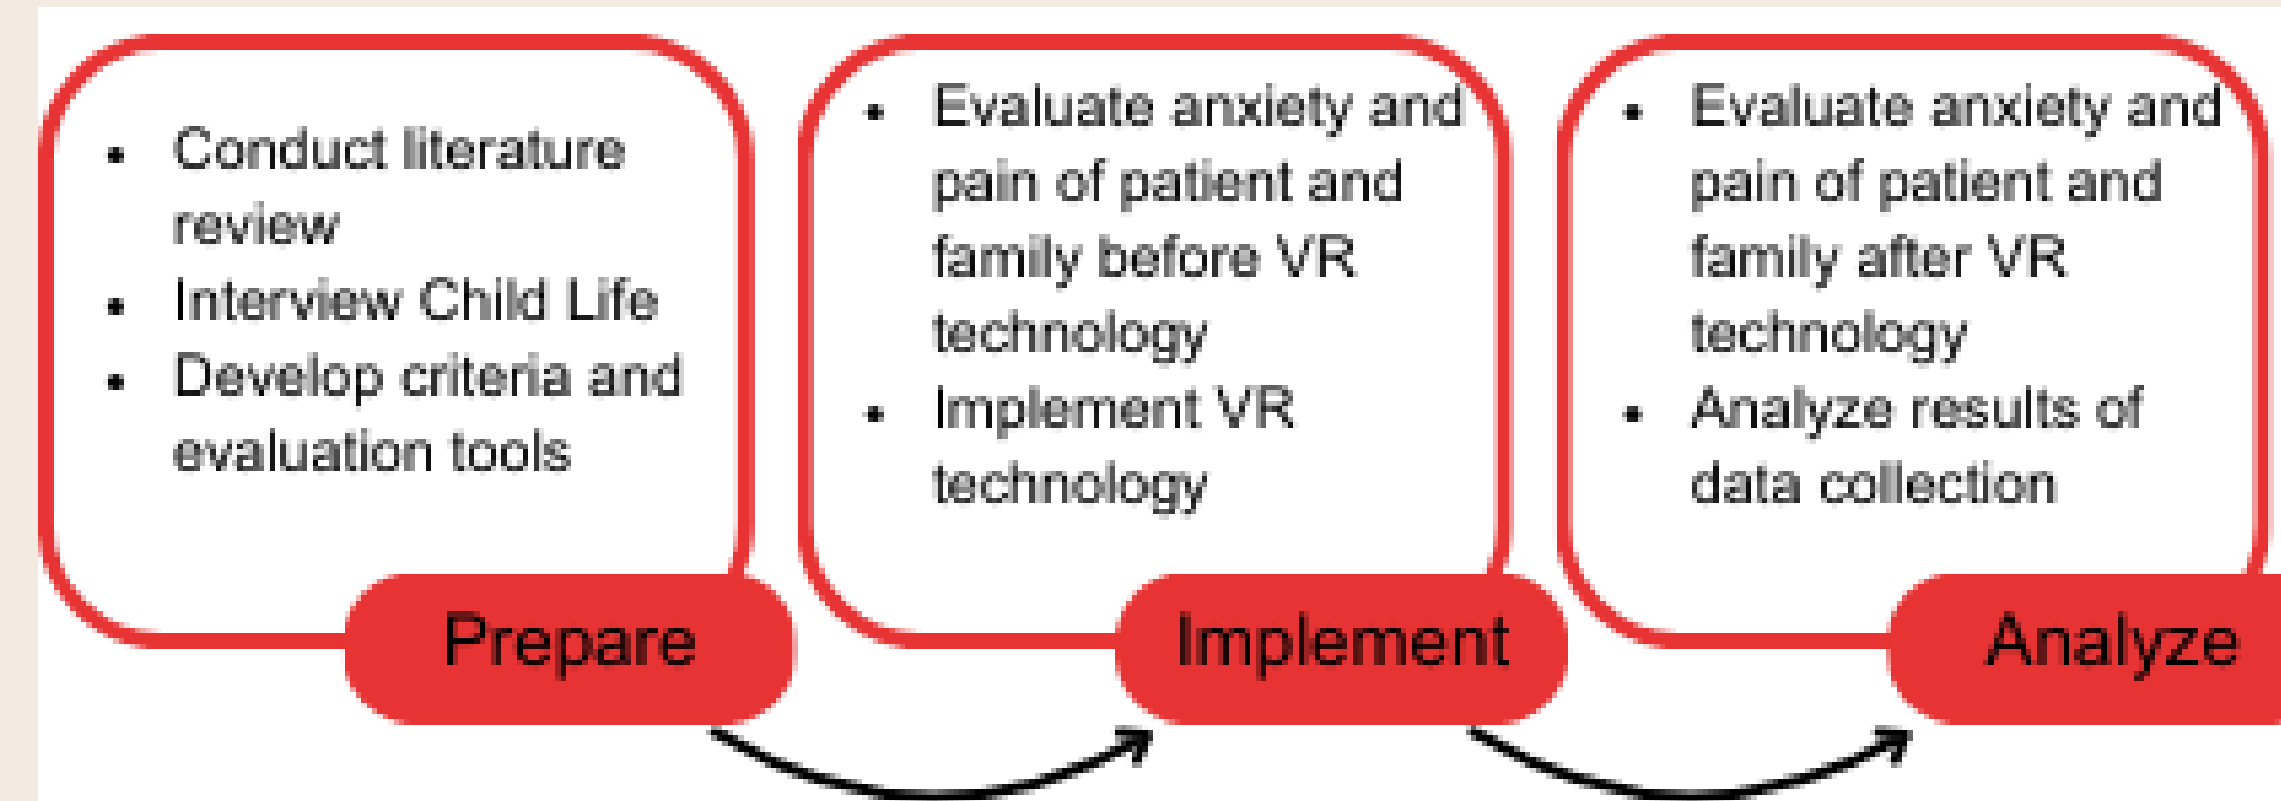 • Conduct literature
review
• Interview Child Life
• Develop criteria and
evaluation tools
Prepare
• Evaluate anxiety and
pain of patient and
family before VR
technology
• Implement VR
technology
Implement
• Evaluate anxiety and
pain of patient and
family after VR
technology
• Analyze results of
data collection
Analyze